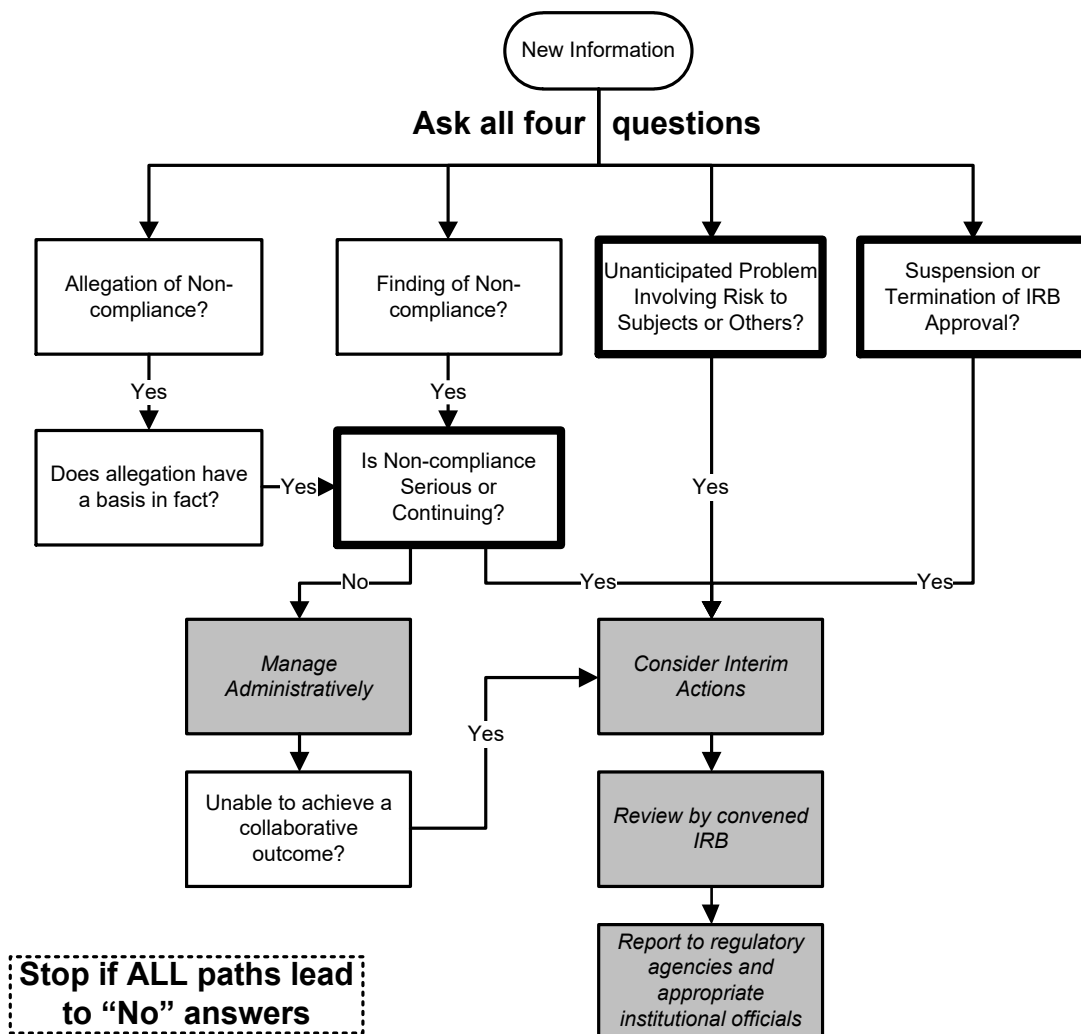 New Information
Ask all four questions
Allegation of Non-
compliance?
Finding of Non-
compliance?
Unanticipated Problem
Involving Risk to
Subjects or Others?
Suspension or
Termination of IRB
Approval?
Yes
Yes
Does allegation have
a basis in fact?
Yes
Is Non-compliance
Serious or
Continuing?
Yes
No
Yes
Yes
Manage
Administratively
Consider Interim
Actions
Yes
Unable to achieve a
collaborative
outcome?
Review by convened
IRB
Report to regulatory
agencies and
appropriate
institutional officials
Stop if ALL paths lead
to “No” answers